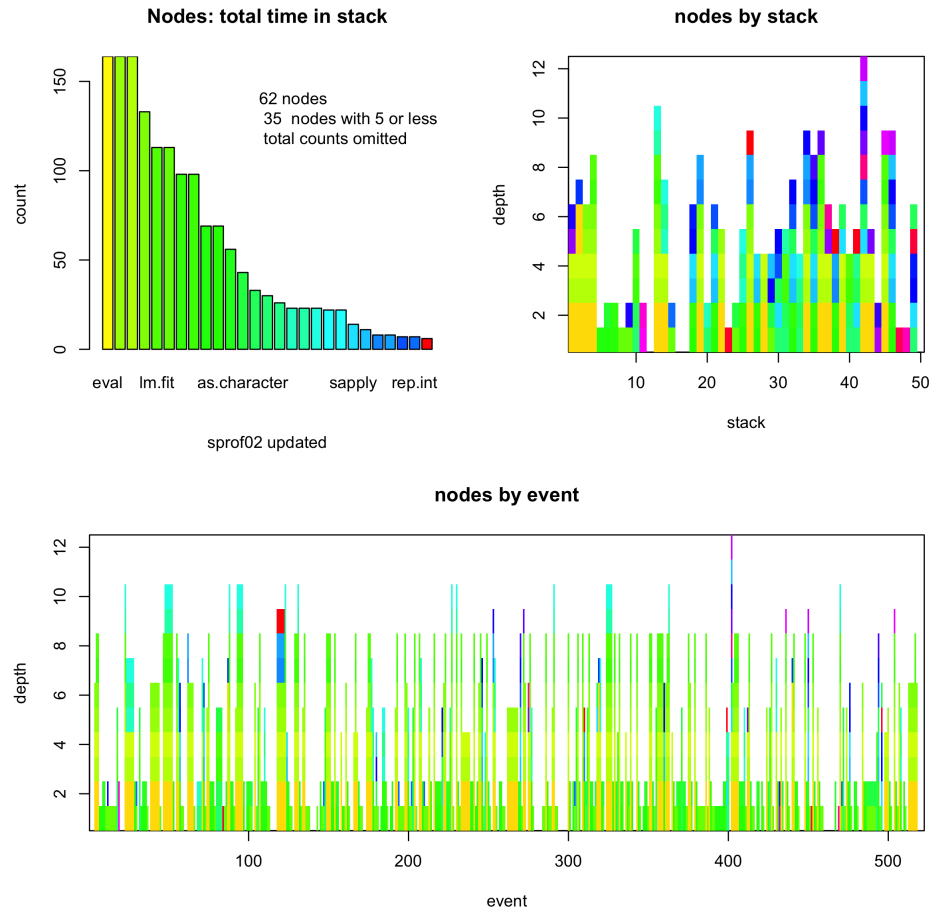 Nodes: total time in stack
62 nodes
35 nodes with 5 or less
total counts omitted
count
0
50
100
150
eval
lm.fit
as.character
sapply
rep.int
sprof02 updated
nodes by stack
depth
2
4
6
8
10
12
10
20
30
40
50
stack
nodes by event
depth
2
4
6
8
10
12
100
200
300
400
500
event